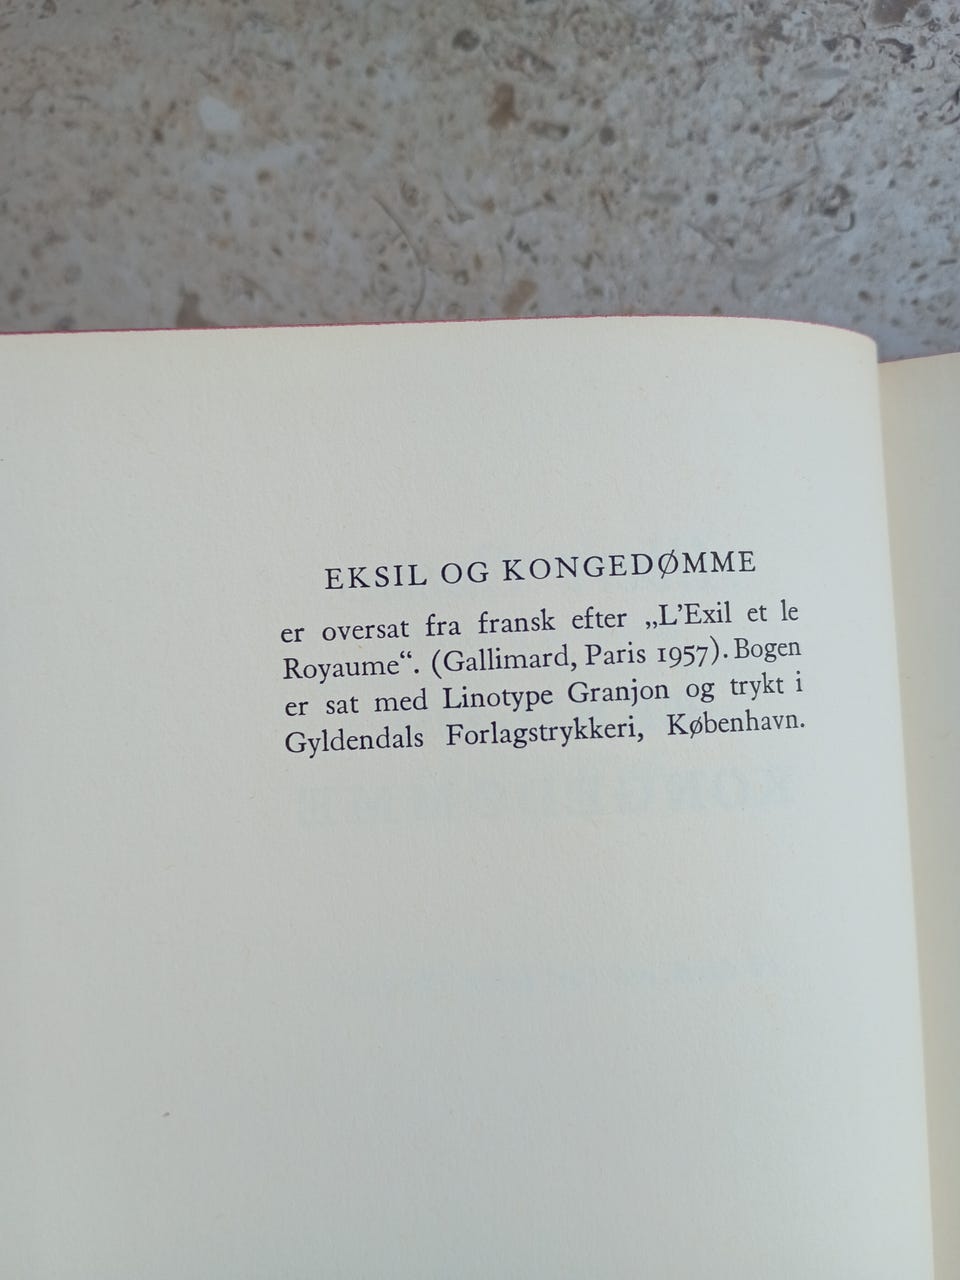 EKSIL OG KONGEDØMME
er oversat fra fransk efter „L’Exil et le
Royaume“. (Gallimard, Paris 1957). Bogen
er sat med Linotype Granjon og trykt i
Gyldendals Forlagstrykkeri, København.